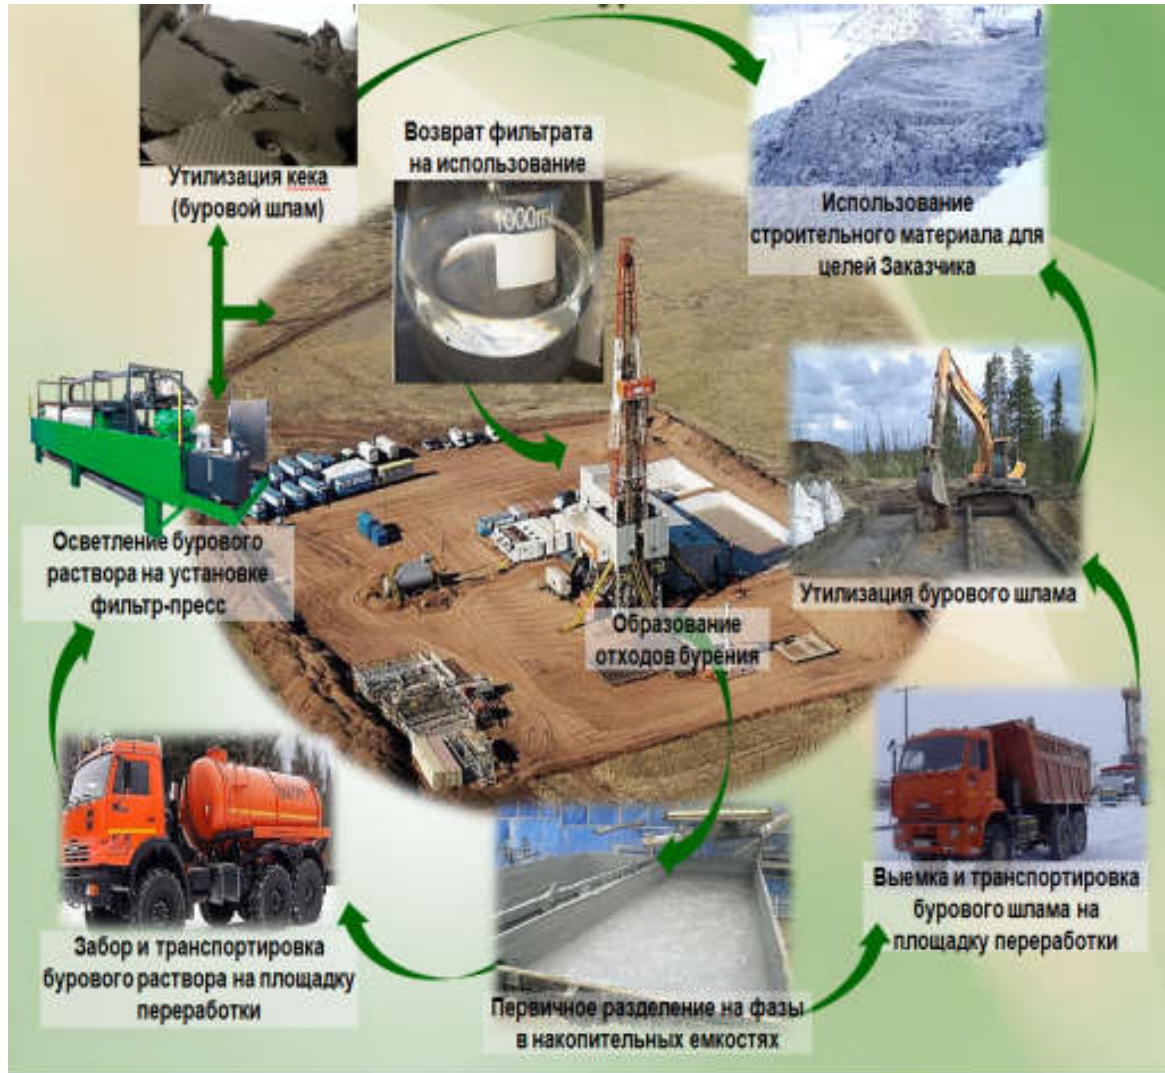 Возврат фильтрата
на использование
1000ml
Утилизация кека
(буровой шлам)
Использование
строительного материала для
целей Заказчика
Осветление бурового
раствора на установке
фильтр-пресс
Утилизация бурового шлама
Образование
отходов бурения
Забор и транспортировка
бурового раствора на площадку
переработки
Выемка и транспортировка
бурового шлама на
площадку переработки
Первичное разделение на фазы
в накопительных емкостях